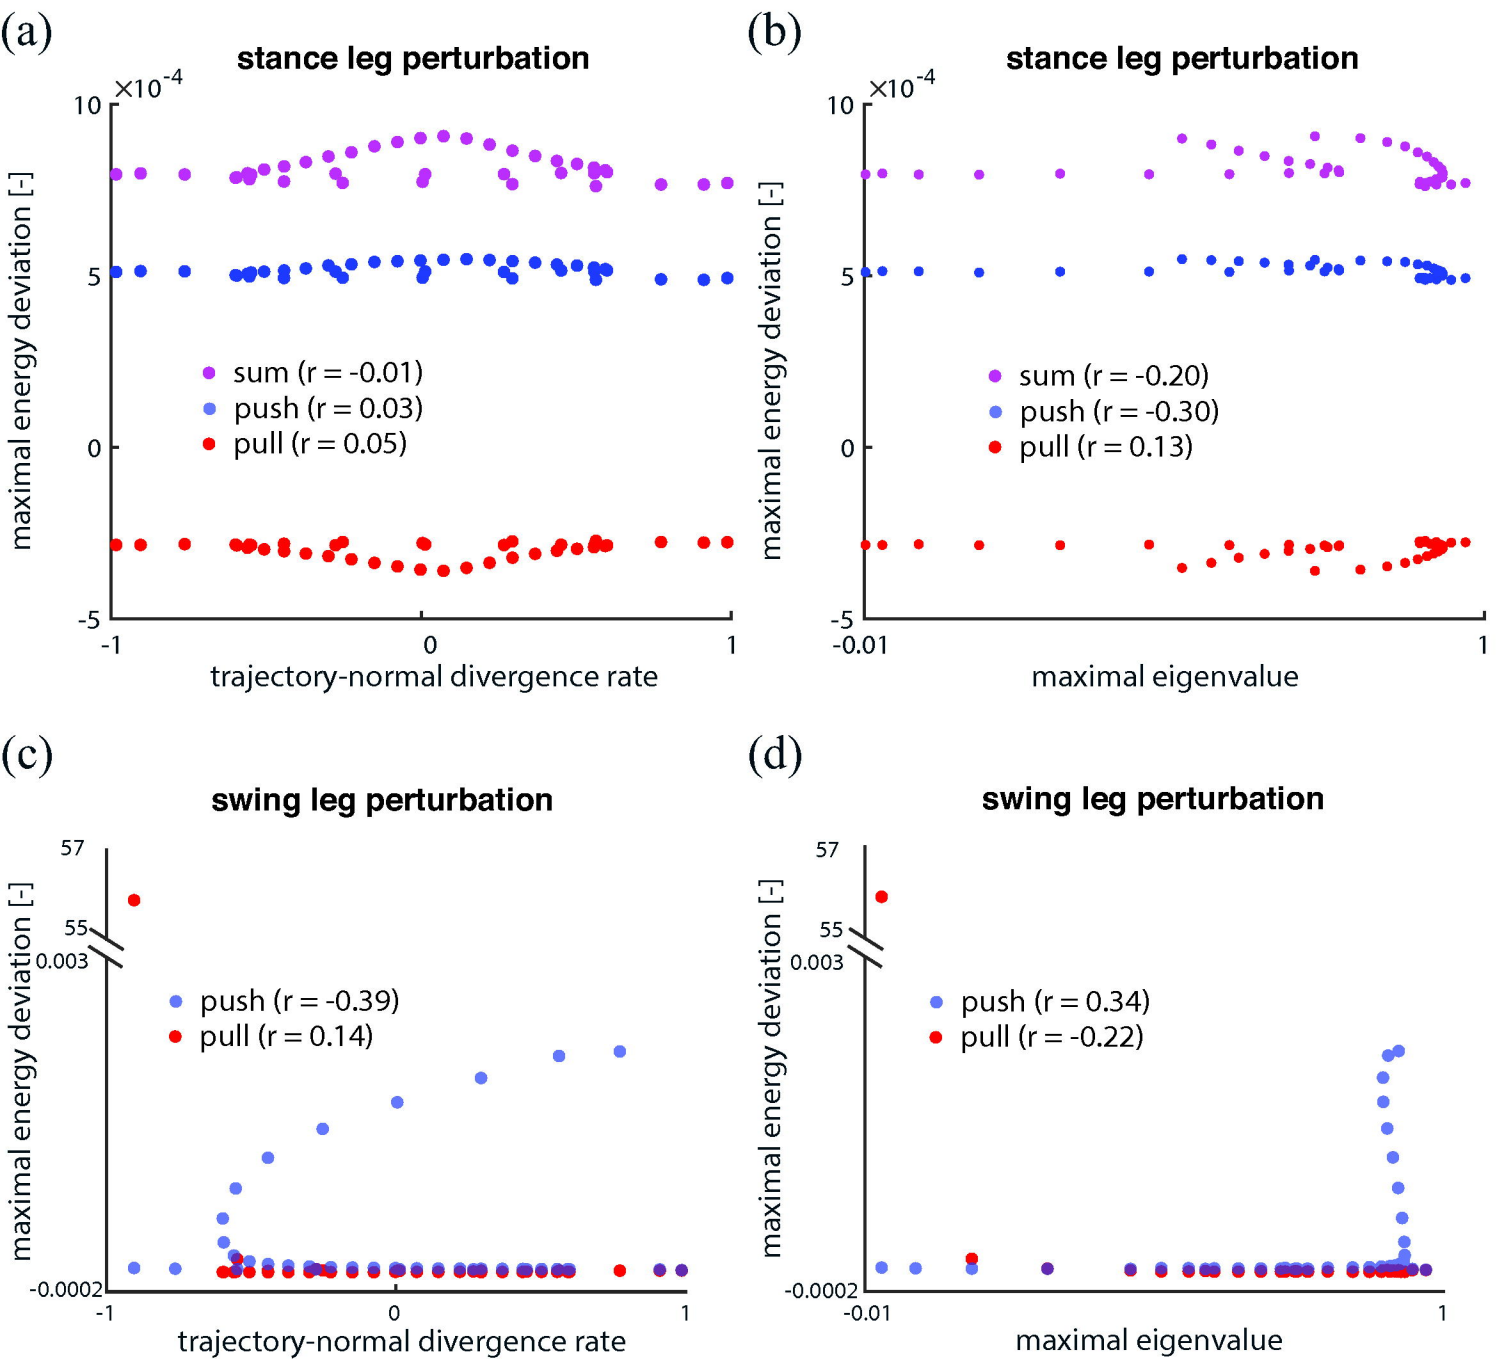 (a)
stance leg perturbation
×10-4
10
5
0
-5
-1
0
1
maximal energy deviation [-]
trajectory-normal divergence rate
sum (r = -0.01)
push (r = 0.03)
pull (r = 0.05)
(b)
stance leg perturbation
×10-4
10
5
0
-5
-0.01
1
maximal energy deviation [-]
maximal eigenvalue
sum (r = -0.20)
push (r = -0.30)
pull (r = 0.13)
(c)
swing leg perturbation
57
55
0.003
-0.0002
-1
0
1
maximal energy deviation [-]
trajectory-normal divergence rate
push (r = -0.39)
pull (r = 0.14)
(d)
swing leg perturbation
57
55
0.003
-0.0002
-0.01
1
maximal energy deviation [-]
maximal eigenvalue
push (r = 0.34)
pull (r = -0.22)